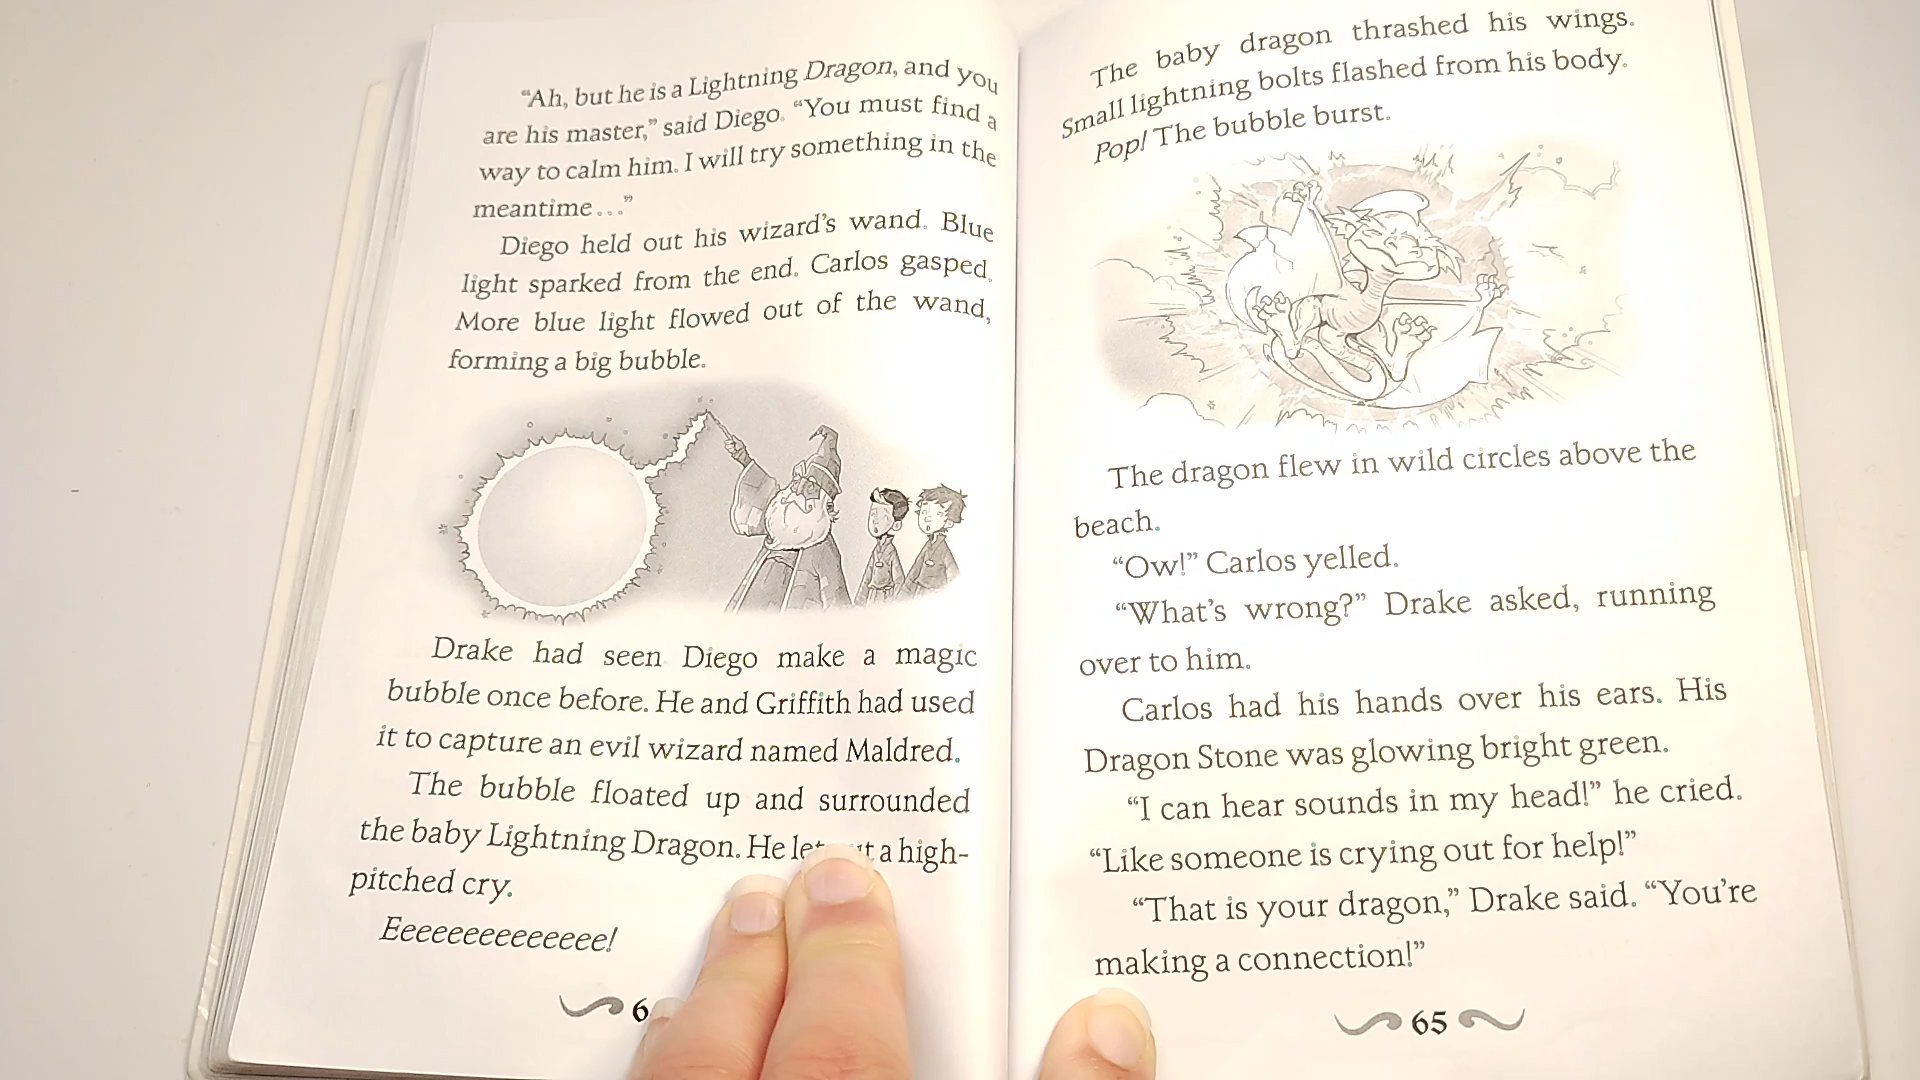 “Ah, but he is a Lightning Dragon, and you
are his master,” said Diego. “You must find a
way to calm him. I will try something in the
meantime...”
Diego held out his wizard’s wand. Blue
light sparked from the end. Carlos gasped.
More blue light flowed out of the wand,
forming a big bubble.
Drake had seen Diego make a magic
bubble once before. He and Griffith had used
it to capture an evil wizard named Maldred.
The bubble floated up and surrounded
the baby Lightning Dragon. He a high-
pitched cry.
Eeeeeeeeeeeeeee!
The baby dragon thrashed his wings.
Small lightning bolts flashed from his body.
Pop! The bubble burst.
The dragon flew in wild circles above the
beach.
“Ow!” Carlos yelled.
“What’s wrong?” Drake asked, running
over to him.
Carlos had his hands over his ears. His
Dragon Stone was glowing bright green.
“I can hear sounds in my head!” he cried.
“Like someone is crying out for help!”
“That is your dragon,” Drake said. “You’re
making a connection!”
65